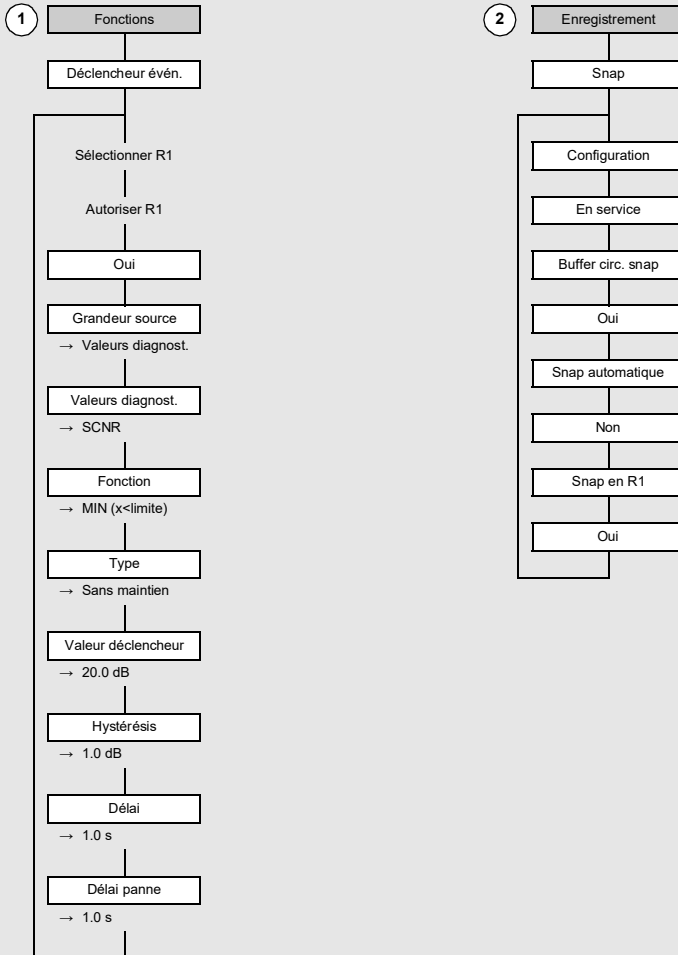 1
Fonctions
Déclencheur évén.
Sélectionner R1
Autoriser R1
Oui
Grandeur source
→ Valeurs diagnost.
Valeurs diagnost.
→ SCNR
Fonction
→ MIN (x<limite)
Type
→ Sans maintien
Valeur déclencheur
→ 20.0 dB
Hystérésis
→ 1.0 dB
Délai
→ 1.0 s
Délai panne
→ 1.0 s
2
Enregistrement
Snap
Configuration
En service
Buffer circ. snap
Oui
Snap automatique
Non
Snap en R1
Oui